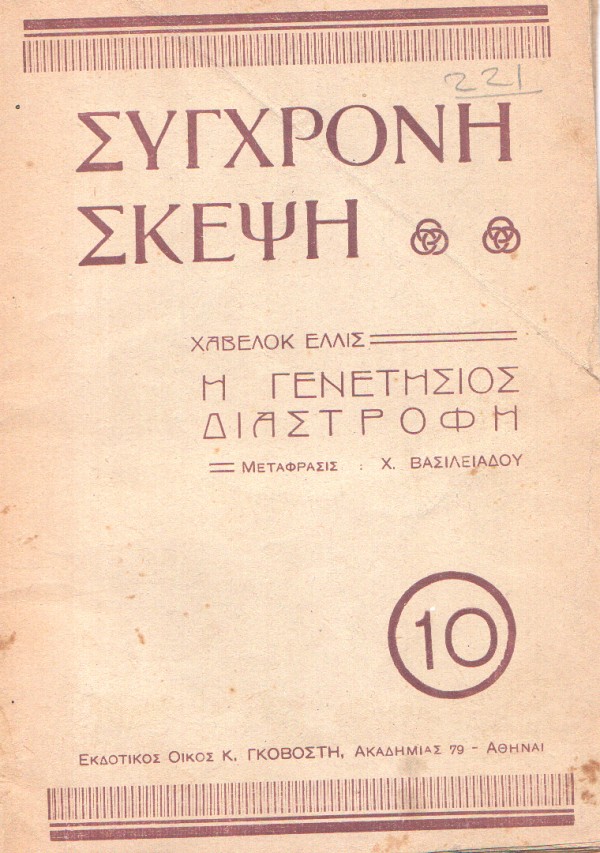 221
ΣΥΓΧΡΟΝΗ
ΣΚΕΨΗ
ΧΑΒΕΛΟΚ ΕΛΛΙΣ
Η ΓΕΝΕΤΗΣΙΟΣ
ΔΙΑΣΤΡΟΦΗ
ΜΕΤΑΦΡΑΣΙΣ : Χ. ΒΑΣΙΛΕΙΑΔΟΥ
10
ΕΚΔΟΤΙΚΟΣ ΟΙΚΟΣ Κ. ΓΚΟΒΟΣΤΗ, ΑΚΑΔΗΜΙΑΣ 79 - ΑΘΗΝΑΙ